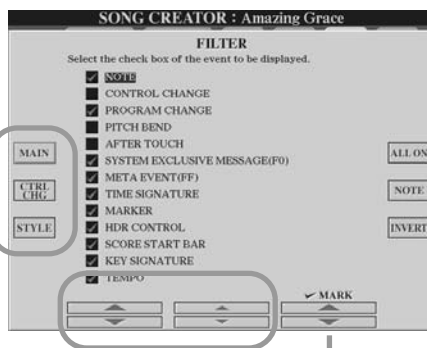 SONG CREATOR : Amazing Grace
FILTER
Select the check box of the event to be displayed.
NOTE
CONTROL CHANGE
PROGRAM CHANGE
PITCH BEND
AFTER TOUCH
SYSTEM EXCLUSIVE MESSAGE(F0)
META EVENT(FF)
TIME SIGNATURE
MARKER
HDR CONTROL
SCORE START BAR
KEY SIGNATURE
TEMPO
MAIN
CTRL
CHG
STYLE
ALL ON
NOTE
INVERT
MARK